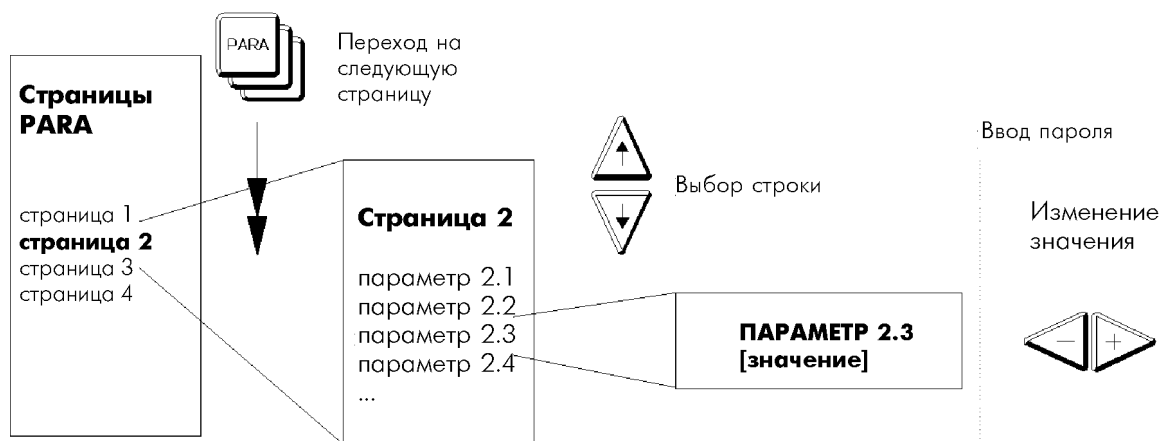 PARA
Переход на
следующую
страницу
Страницы
PARA
страница 1
страница 2
страница 3
страница 4
Страница 2
параметр 2.1
параметр 2.2
параметр 2.3
параметр 2.4
...
Выбор строки
ПАРАМЕТР 2.3
[значение]
Ввод пароля
Изменение
значения
− +